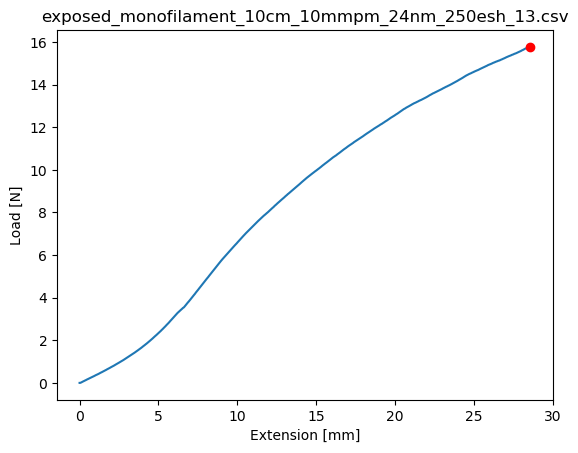 exposed_monofilament_10cm_10mmpm_24nm_250esh_13.csv
16
14
12
10
8
6
4
2
0
Load [N]
0 5 10 15 20 25 30
Extension [mm]